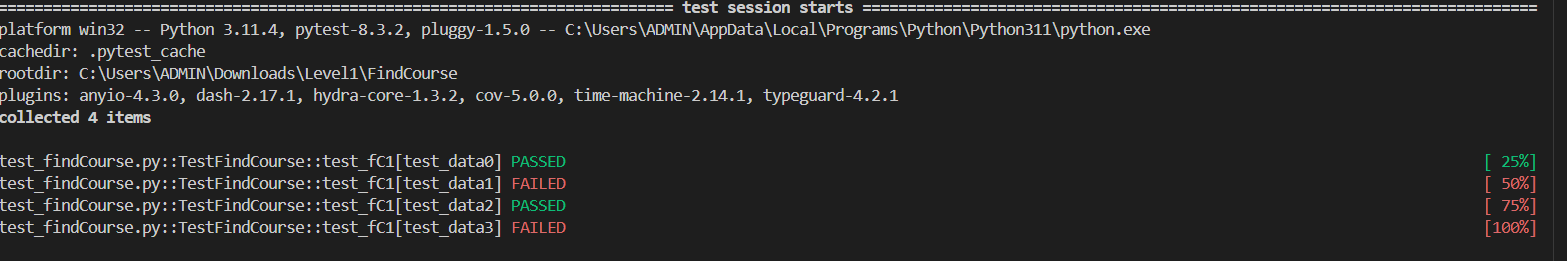 ============================================================================ test session starts ============================================================================
platform win32 -- Python 3.11.4, pytest-8.3.2, pluggy-1.5.0 -- C:\Users\ADMIN\AppData\Local\Programs\Python\Python311\python.exe
cachedir: .pytest_cache
rootdir: C:\Users\ADMIN\Downloads\Level1\FindCourse
plugins: anyio-4.3.0, dash-2.17.1, hydra-core-1.3.2, cov-5.0.0, time-machine-2.14.1, typeguard-4.2.1
collected 4 items
test_findCourse.py::TestFindCourse::test_fC1[test_data0] PASSED [ 25%]
test_findCourse.py::TestFindCourse::test_fC1[test_data1] FAILED [ 50%]
test_findCourse.py::TestFindCourse::test_fC1[test_data2] PASSED [ 75%]
test_findCourse.py::TestFindCourse::test_fC1[test_data3] FAILED [100%]